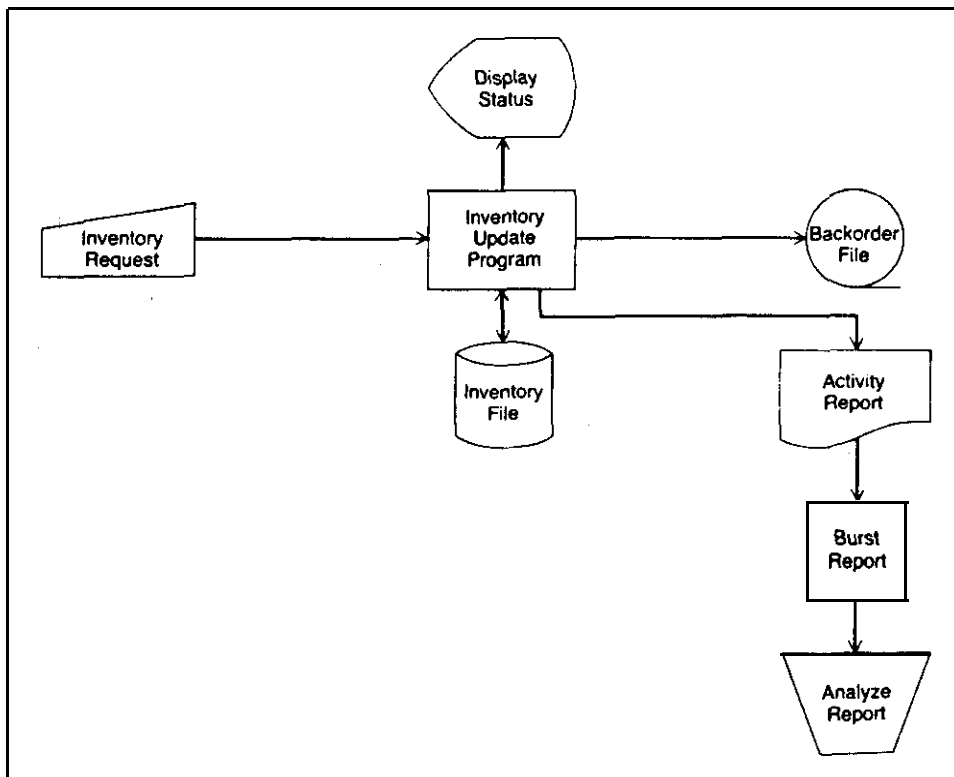 Display
Status
Inventory
Request
Inventory
Update
Program
Backorder
File
Inventory
File
Activity
Report
Burst
Report
Analyze
Report